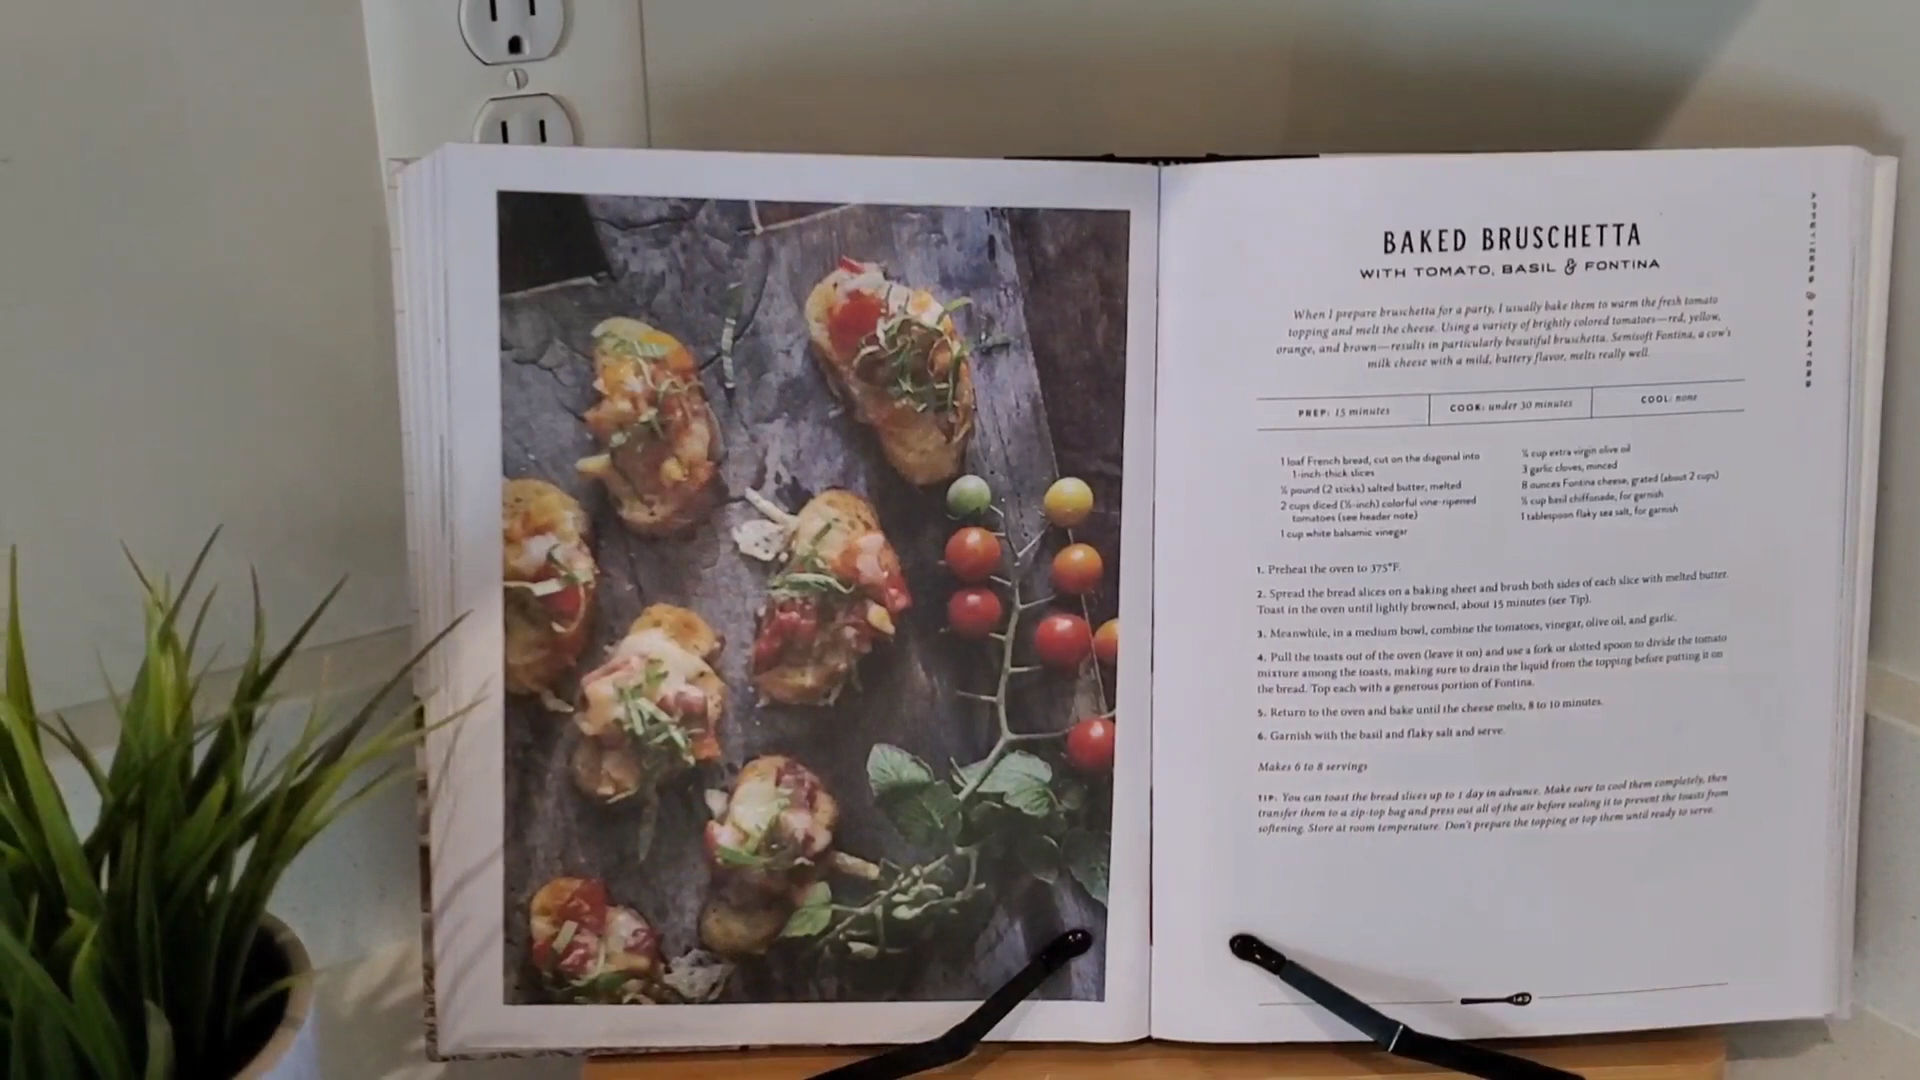 BAKED BRUSCHETTA
WITH TOMATO, BASIL & FONTINA
When I prepare bruschetta for a party, I usually bake them to warm the fresh tomato
topping and melt the cheese. Using a variety of brightly colored tomatoes—red, yellow,
orange, and brown—results in particularly beautiful bruschetta. Semisoft Fontina, a cow's
milk cheese with a mild, buttery flavor, melts really well.
PREP: 15 minutes
COOK: under 30 minutes
COOL: none
1 loaf French bread, cut on the diagonal into
1-inch-thick slices
pound (2 sticks) salted butter, melted
2 cups diced colorful vine-ripened
tomatoes (see header note)
1 cup white balsamic vinegar
cup extra virgin olive oil
3 garlic cloves, minced
8 ounces Fontina cheese, grated (about 2 cups)
cup basil chiffonade, for garnish
1 tablespoon flaky sea salt, for garnish
1. Preheat the oven to 375°F.
2. Spread the bread slices on a baking sheet and brush both sides of each slice with melted butter.
Toast in the oven until lightly browned, about 15 minutes (see Tip).
3. Meanwhile, in a medium bowl, combine the tomatoes, vinegar, olive oil, and garlic.
4. Pull the toasts out of the oven (leave it on) and use a fork or slotted spoon to divide the tomato
mixture among the toasts, making sure to drain the liquid from the topping before putting it on
the bread. Top each with a generous portion of Fontina.
5. Return to the oven and bake until the cheese melts, 8 to 10 minutes.
6. Garnish with the basil and flaky salt and serve.
Makes 6 to 8 servings
TIP: You can toast the bread slices up to 1 day in advance. Make sure to cool them completely, then
transfer them to a zip-top bag and press out all of the air before sealing it to prevent the toasts from
softening. Store at room temperature. Don't prepare the topping or top them until ready to serve.
143
APPETIZERS & STARTERS